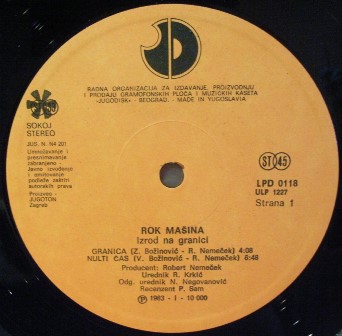 RADNA ORGANIZACIJA ZA IZDAVANJE, PROIZVODNJU
I PRODAJU GRAMOFONSKIH PLOČA I MUZIČKIH KASETA
«JUGODISK» - BEOGRAD. - MADE IN YUGOSLAVIA
SOKOJ
STEREO
JUS. N. N4 201
Umnožavanje i
presnimavanje
zabranjeno
Javno izvođenje
i emitovanje
podleže zaštiti
autorskih prava
Proizveo:
JUGOTON
Zagreb
ST 45
LPD 0118
ULP 1227
Strana 1
ROK MAŠINA
Izrod na granici
GRANICA (Z. Božinović - R. Nemeček) 4:08
NULTI ČAS (V. Božinović - R. Nemeček) 6:48
Producent: Robert Nemeček
Urednik R. Krkić
Odg. urednik N. Negovanović
Recenzent P. Sam
℗ 1983 - I - 10 000